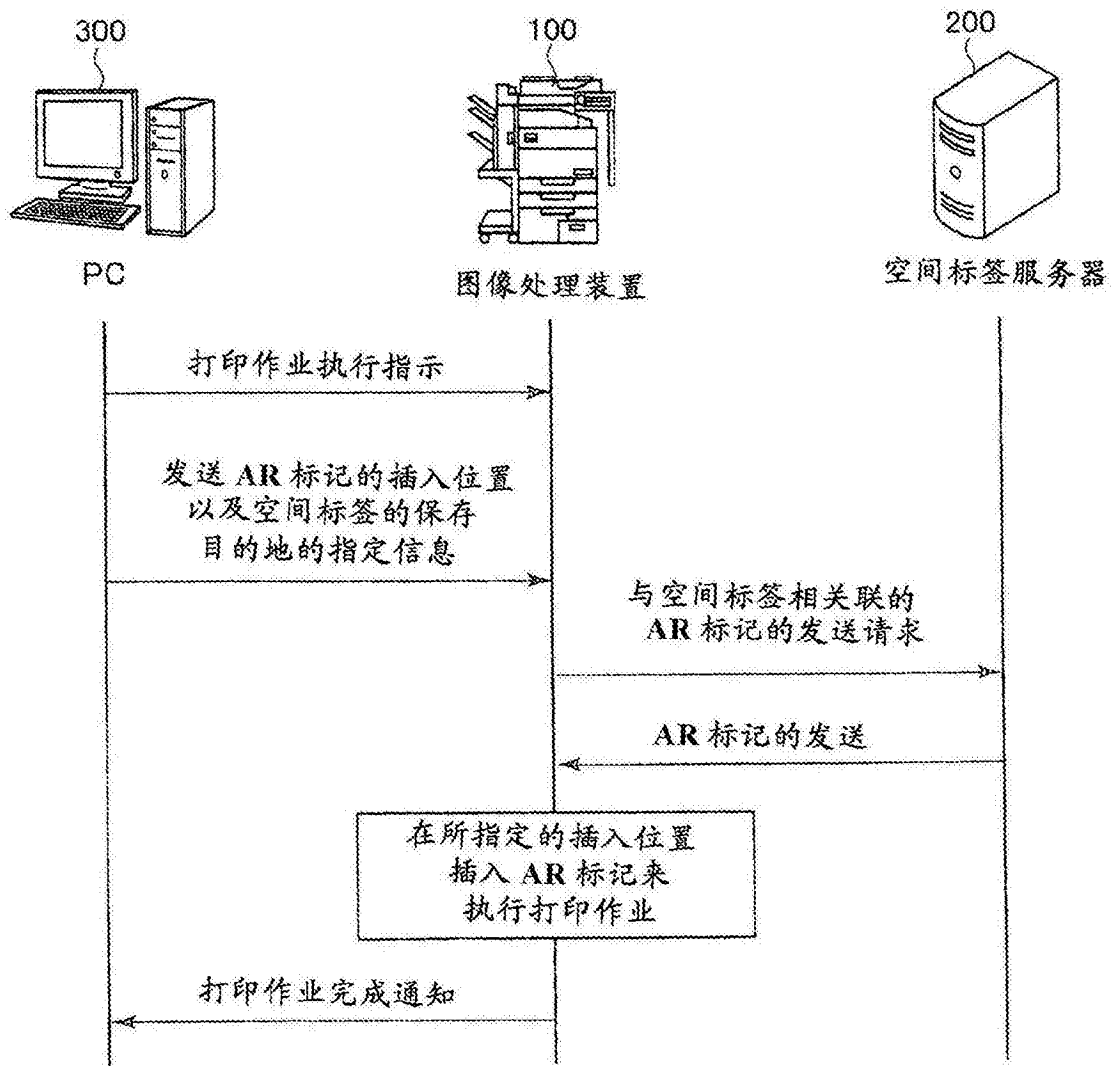 300
100
200
PC
图像处理装置
空间标签服务器
打印作业执行指示
发送 AR 标记的插入位置
以及空间标签的保存
目的地的指定信息
与空间标签相关联的
AR 标记的发送请求
AR 标记的发送
在所指定的插入位置
插入 AR 标记来
执行打印作业
打印作业完成通知